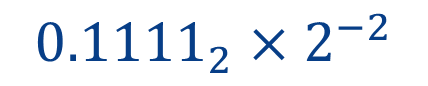 0.1111₂ × 2⁻²